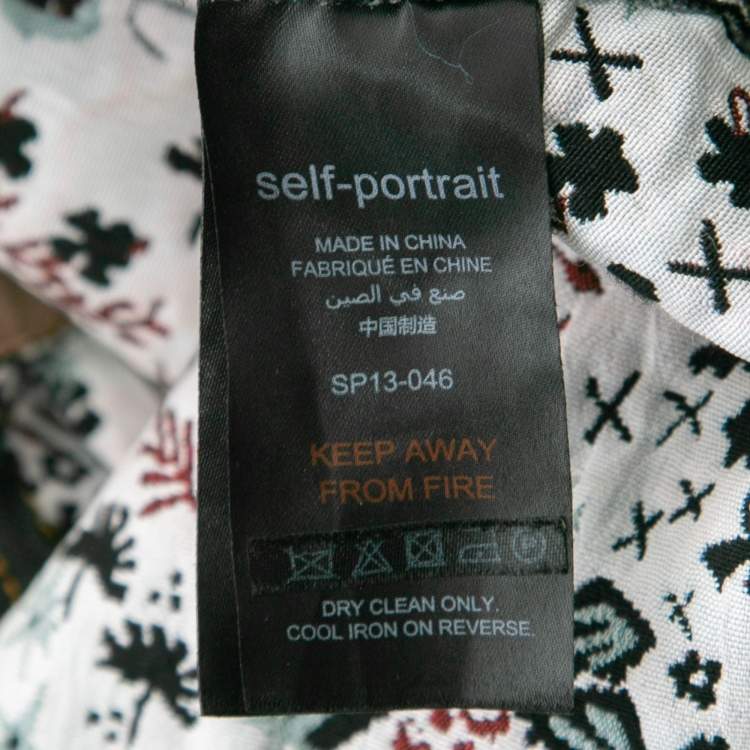 self-portrait
MADE IN CHINA
FABRIQUÉ EN CHINE
صنع في الصين
中国制造
SP13-046
KEEP AWAY
FROM FIRE
DRY CLEAN ONLY.
COOL IRON ON REVERSE.